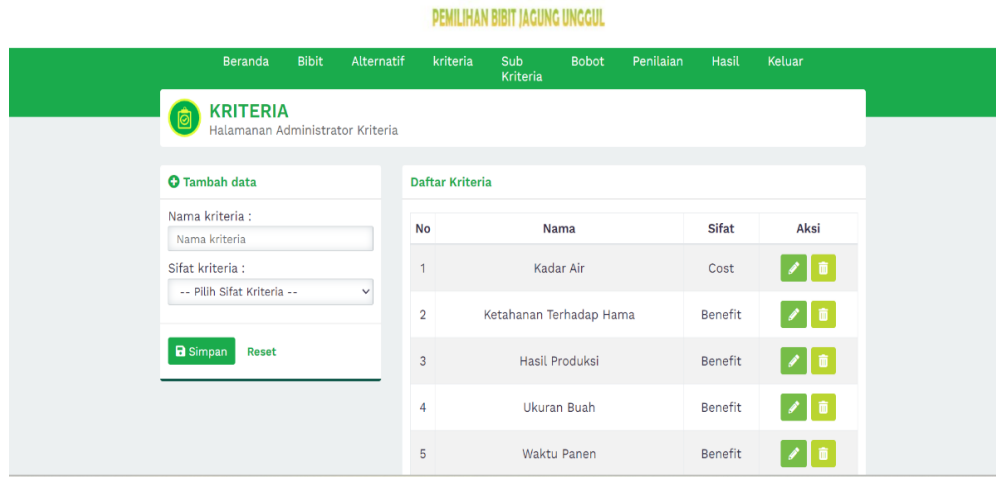 PEMILIHAN BIBIT JAGUNG UNGGUL
Beranda Bibit Alternatif kriteria Sub Kriteria Bobot Penilaian Hasil Keluar
KRITERIA
Halamanan Administrator Kriteria
Tambah data
Nama kriteria :
Nama kriteria
Sifat kriteria :
-- Pilih Sifat Kriteria --
Simpan Reset
Daftar Kriteria
No Nama Sifat Aksi
1 Kadar Air Cost
2 Ketahanan Terhadap Hama Benefit
3 Hasil Produksi Benefit
4 Ukuran Buah Benefit
5 Waktu Panen Benefit